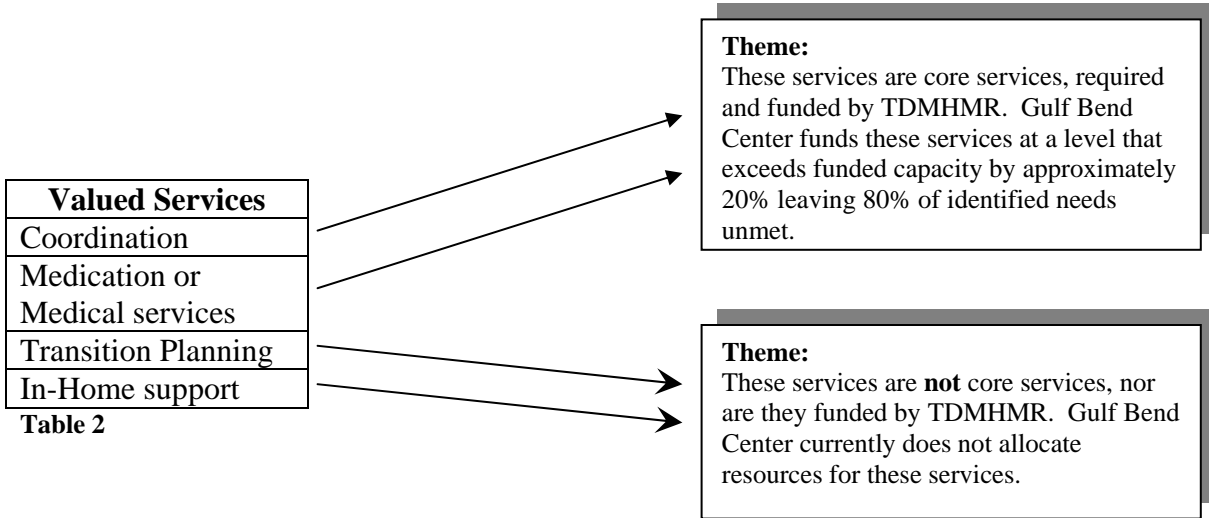 Valued Services
Coordination
Medication or
Medical services
Transition Planning
In-Home support
Table 2
Theme:
These services are core services, required
and funded by TDMHMR. Gulf Bend
Center funds these services at a level that
exceeds funded capacity by approximately
20% leaving 80% of identified needs
unmet.
Theme:
These services are not core services, nor
are they funded by TDMHMR. Gulf Bend
Center currently does not allocate
resources for these services.